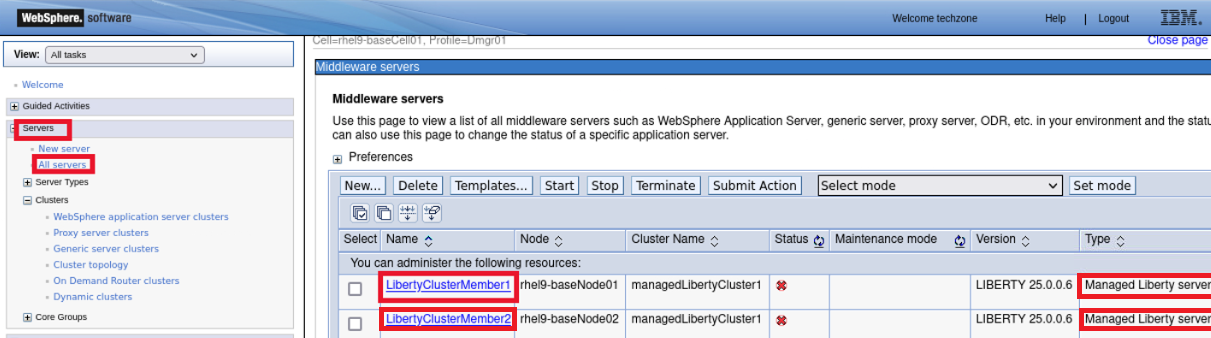 WebSphere. software Welcome techzone Help | Logout IBM.
View: All tasks
Welcome
Guided Activities
Servers
New server
All servers
Server Types
Clusters
WebSphere application server clusters
Proxy server clusters
Generic server clusters
Cluster topology
On Demand Router clusters
Dynamic clusters
Core Groups
Cell=rhel9-baseCell01, Profile=Dmgr01 Close page
Middleware servers
Middleware servers
Use this page to view a list of all middleware servers such as WebSphere Application Server, generic server, proxy server, ODR, etc. in your environment and the statu
can also use this page to change the status of a specific application server.
Preferences
New... Delete Templates... Start Stop Terminate Submit Action Select mode Set mode
Select Name Node Cluster Name Status Maintenance mode Version Type
You can administer the following resources:
LibertyClusterMember1 rhel9-baseNode01 managedLibertyCluster1 LIBERTY 25.0.0.6 Managed Liberty server
LibertyClusterMember2 rhel9-baseNode02 managedLibertyCluster1 LIBERTY 25.0.0.6 Managed Liberty server